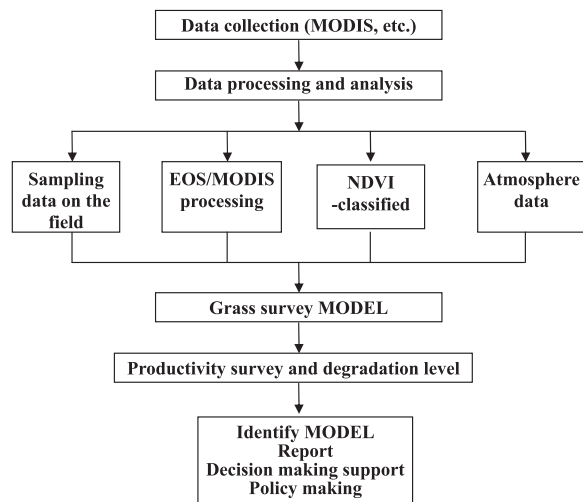 Data collection (MODIS, etc.)
Data processing and analysis
Sampling
data on the
field
EOS/MODIS
processing
NDVI
-classified
Atmosphere
data
Grass survey MODEL
Productivity survey and degradation level
Identify MODEL
Report
Decision making support
Policy making